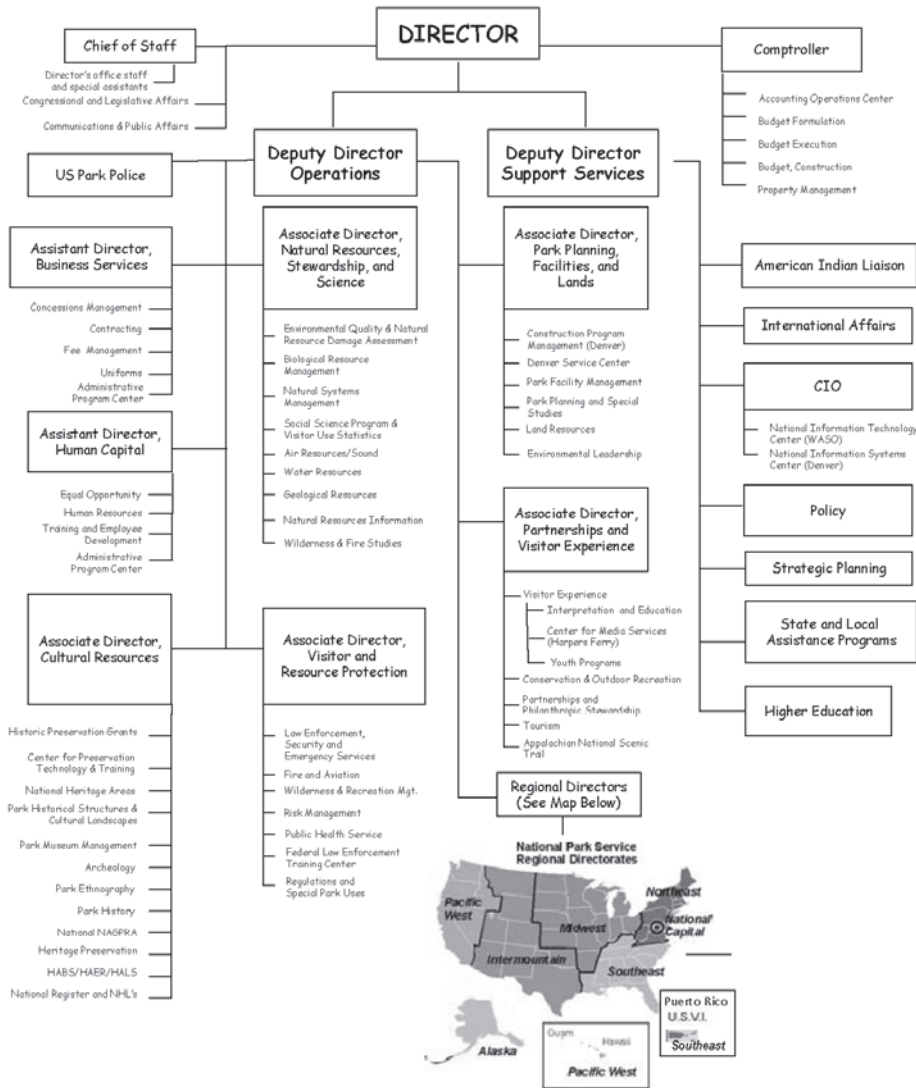 DIRECTOR
Chief of Staff
Director's office staff
and special assistants
Congressional and Legislative Affairs
Communications & Public Affairs
Comptroller
Accounting Operations Center
Budget Formulation
Budget Execution
Budget, Construction
Property Management
US Park Police
Deputy Director
Operations
Deputy Director
Support Services
Assistant Director,
Business Services
Concessions Management
Contracting
Fee Management
Uniforms
Administrative
Program Center
Assistant Director,
Human Capital
Equal Opportunity
Human Resources
Training and Employee
Development
Administrative
Program Center
Associate Director,
Cultural Resources
Historic Preservation Grants
Center for Preservation
Technology & Training
National Heritage Areas
Park Historical Structures &
Cultural Landscapes
Park Museum Management
Archeology
Park Ethnography
Park History
National NAGPRA
Heritage Preservation
HABS/HAER/HALS
National Register and NHL's
Associate Director,
Natural Resources,
Stewardship, and
Science
Environmental Quality & Natural
Resource Damage Assessment
Biological Resource
Management
Natural Systems
Management
Social Science Program &
Visitor Use Statistics
Air Resources/Sound
Water Resources
Geological Resources
Natural Resources Information
Wilderness & Fire Studies
Associate Director,
Visitor and
Resource Protection
Law Enforcement,
Security and
Emergency Services
Fire and Aviation
Wilderness & Recreation Mgt.
Risk Management
Public Health Service
Federal Law Enforcement
Training Center
Regulations and
Special Park Uses
Associate Director,
Park Planning,
Facilities, and
Lands
Construction Program
Management (Denver)
Denver Service Center
Park Facility Management
Park Planning and Special
Studies
Land Resources
Environmental Leadership
Associate Director,
Partnerships and
Visitor Experience
Visitor Experience
Interpretation and Education
Center for Media Services
(Harpers Ferry)
Youth Programs
Conservation & Outdoor Recreation
Partnerships and
Philanthropic Stewardship
Tourism
Appalachian National Scenic
Trail
Regional Directors
(See Map Below)
American Indian Liaison
International Affairs
CIO
National Information Technology
Center (WASO)
National Information Systems
Center (Denver)
Policy
Strategic Planning
State and Local
Assistance Programs
Higher Education
National Park Service
Regional Directorates
Pacific
West
Intermountain
Midwest
Northeast
National
Capital
Southeast
Alaska
Guam
Hawaii
Pacific West
Puerto Rico
U.S.V.I.
Southeast